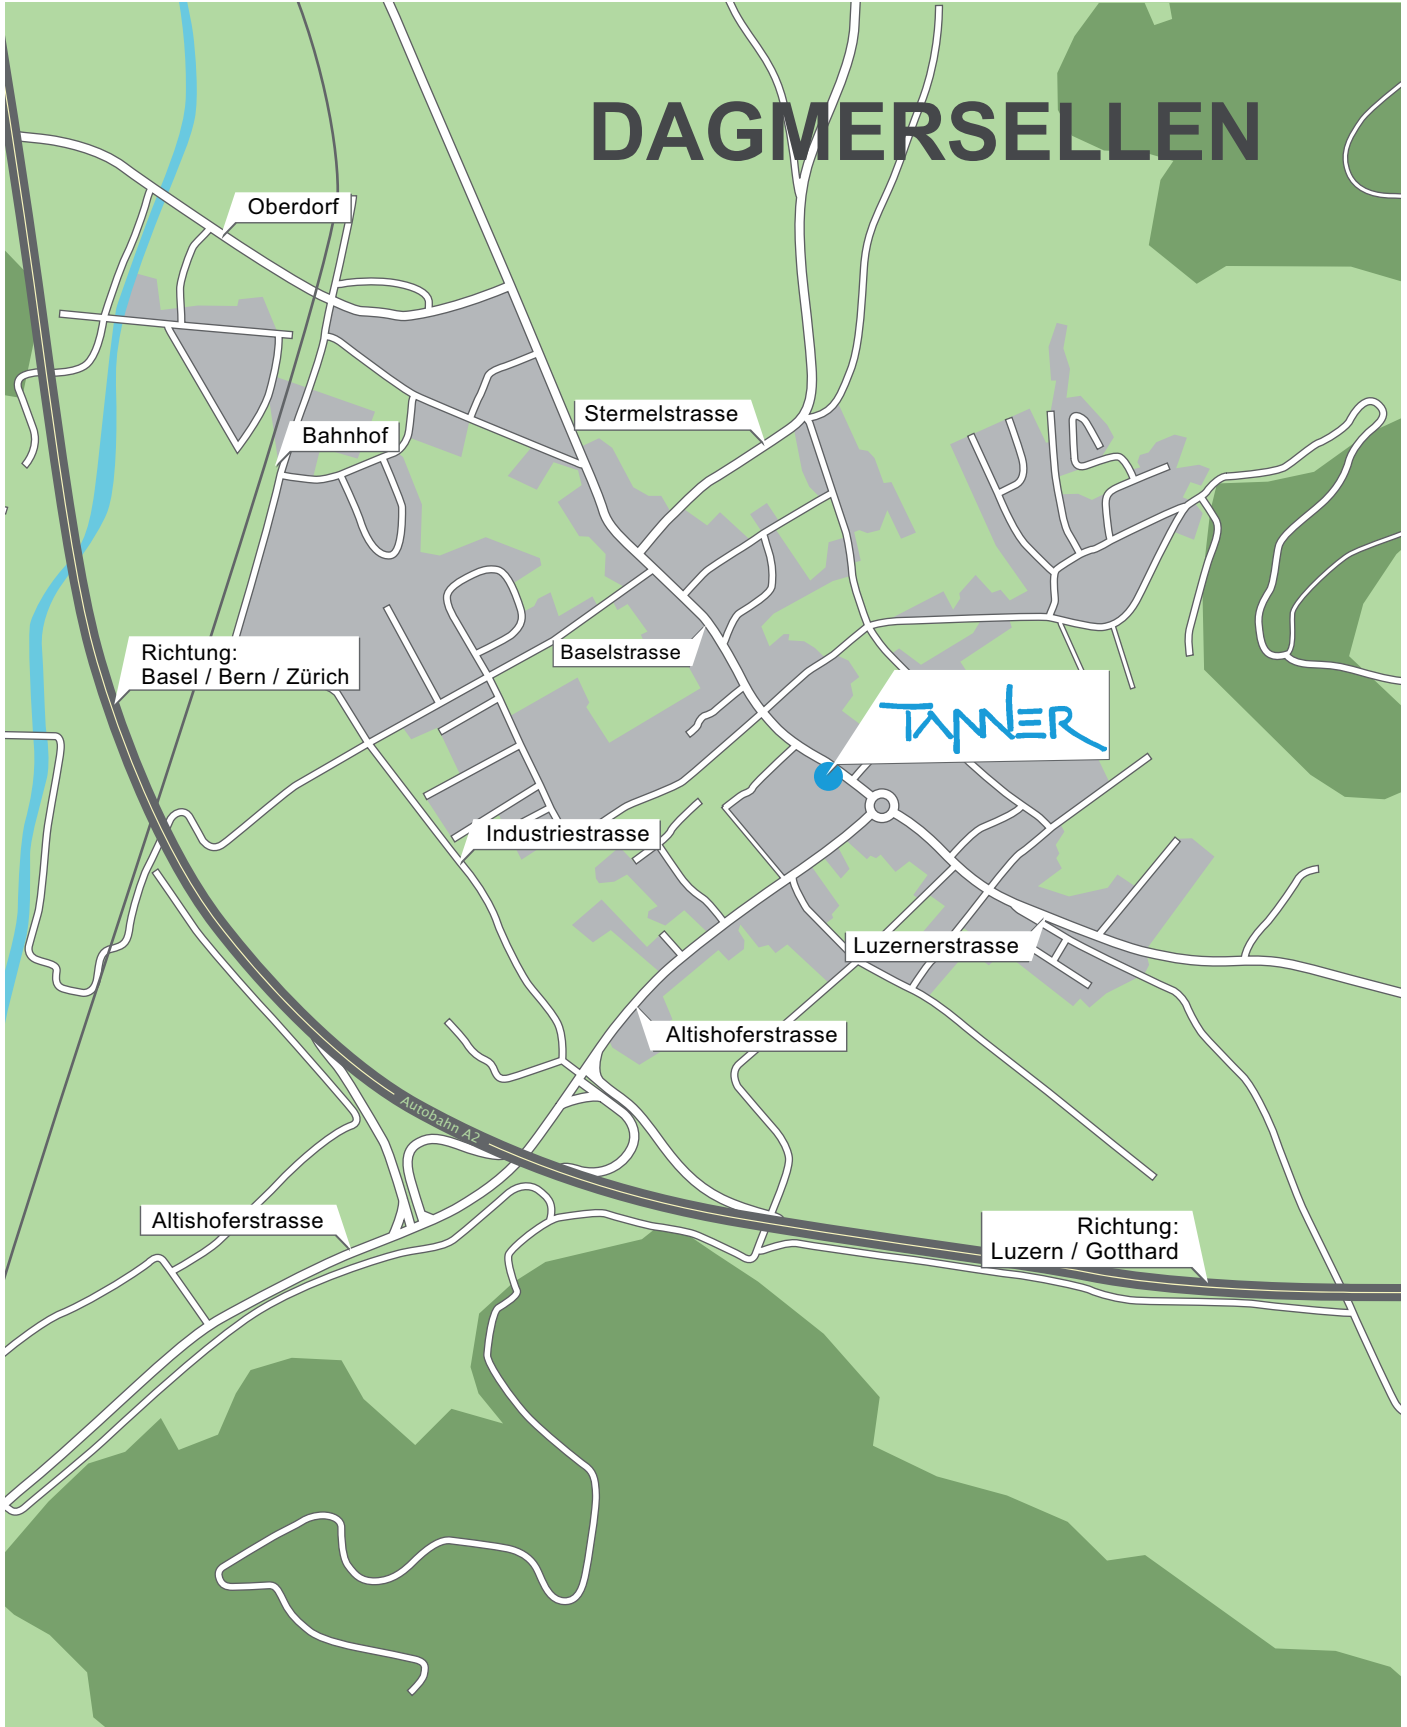 DAGMERSELLEN
Oberdorf
Stermelstrasse
Bahnhof
Richtung:
Basel / Bern / Zürich
Baselstrasse
TANNER
Industriestrasse
Luzernerstrasse
Altishoferstrasse
Autobahn A2
Altishoferstrasse
Richtung:
Luzern / Gotthard